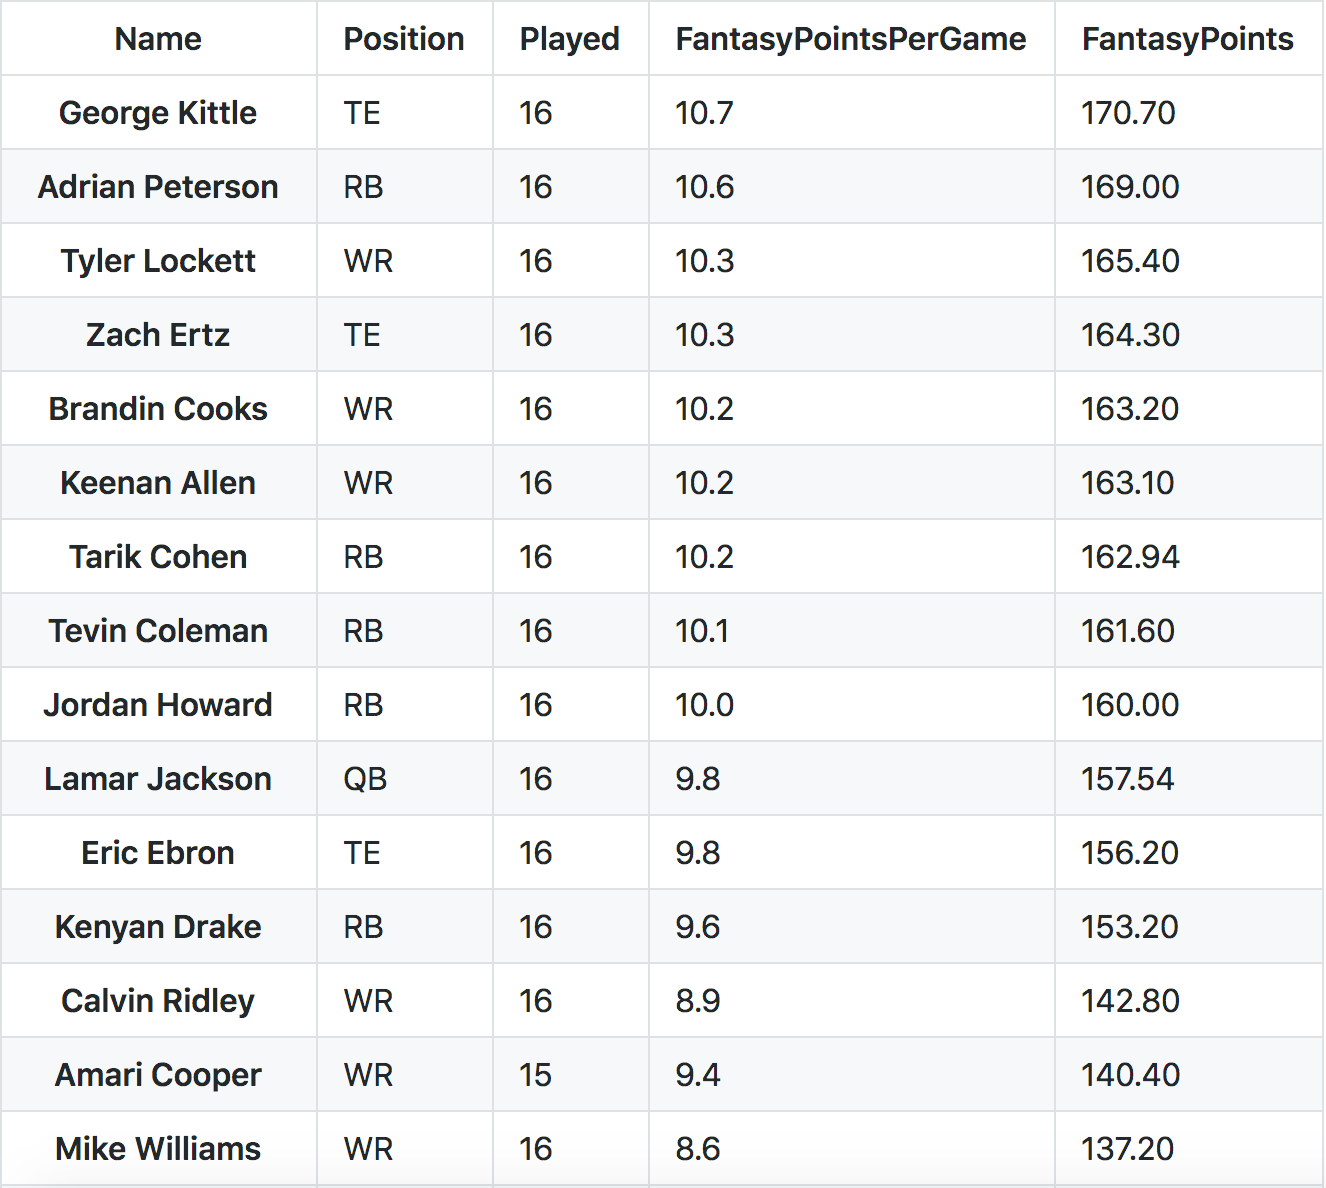 Name Position Played FantasyPointsPerGame FantasyPoints
George Kittle TE 16 10.7 170.70
Adrian Peterson RB 16 10.6 169.00
Tyler Lockett WR 16 10.3 165.40
Zach Ertz TE 16 10.3 164.30
Brandin Cooks WR 16 10.2 163.20
Keenan Allen WR 16 10.2 163.10
Tarik Cohen RB 16 10.2 162.94
Tevin Coleman RB 16 10.1 161.60
Jordan Howard RB 16 10.0 160.00
Lamar Jackson QB 16 9.8 157.54
Eric Ebron TE 16 9.8 156.20
Kenyan Drake RB 16 9.6 153.20
Calvin Ridley WR 16 8.9 142.80
Amari Cooper WR 15 9.4 140.40
Mike Williams WR 16 8.6 137.20